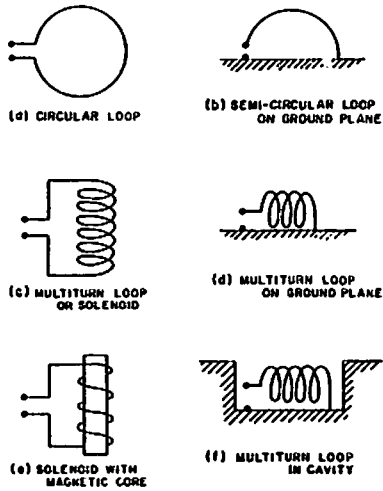 (a) CIRCULAR LOOP
(b) SEMI-CIRCULAR LOOP
ON GROUND PLANE
(c) MULTITURN LOOP
OR SOLENOID
(d) MULTITURN LOOP
ON GROUND PLANE
(e) SOLENOID WITH
MAGNETIC CORE
(f) MULTITURN LOOP
IN CAVITY